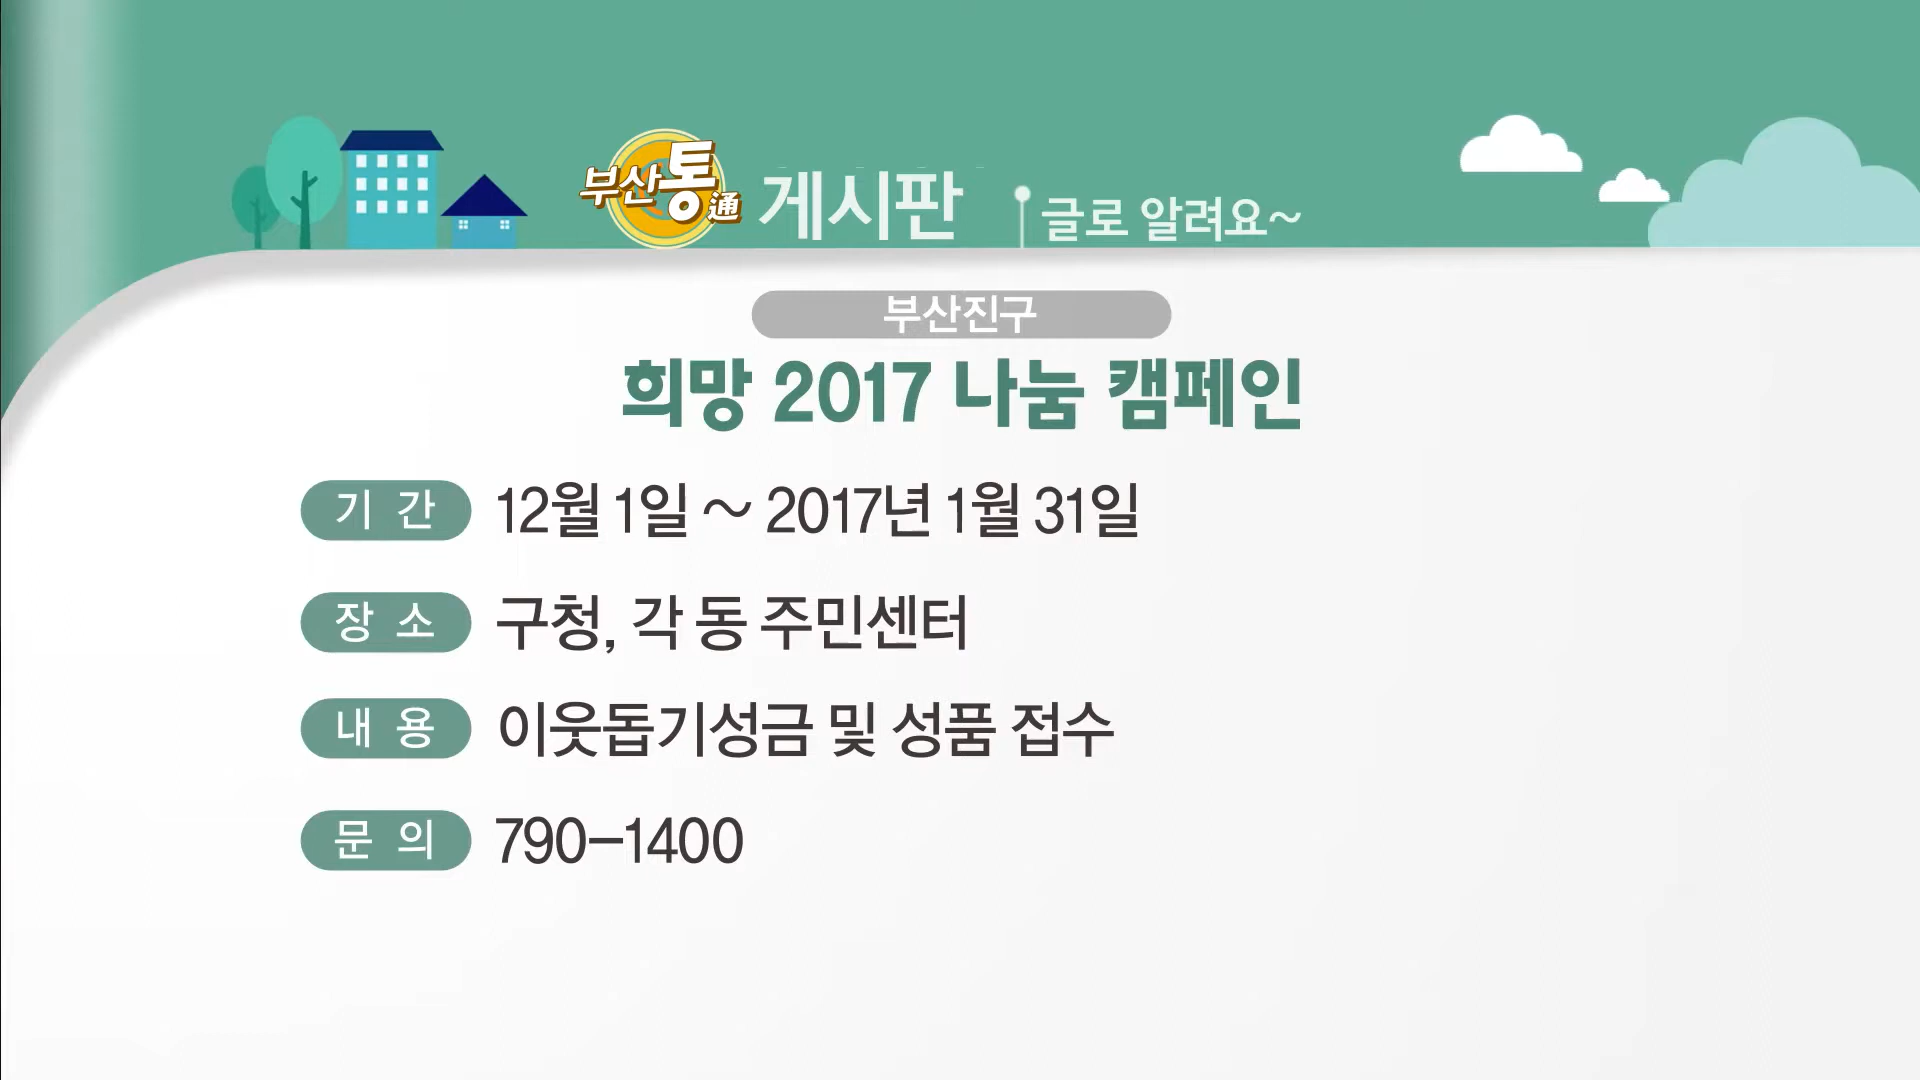 부산통通 게시판 글로 알려요~
부산진구
희망 2017 나눔 캠페인
기 간 12월 1일 ~ 2017년 1월 31일
장 소 구청, 각 동 주민센터
내 용 이웃돕기성금 및 성품 접수
문 의 790-1400